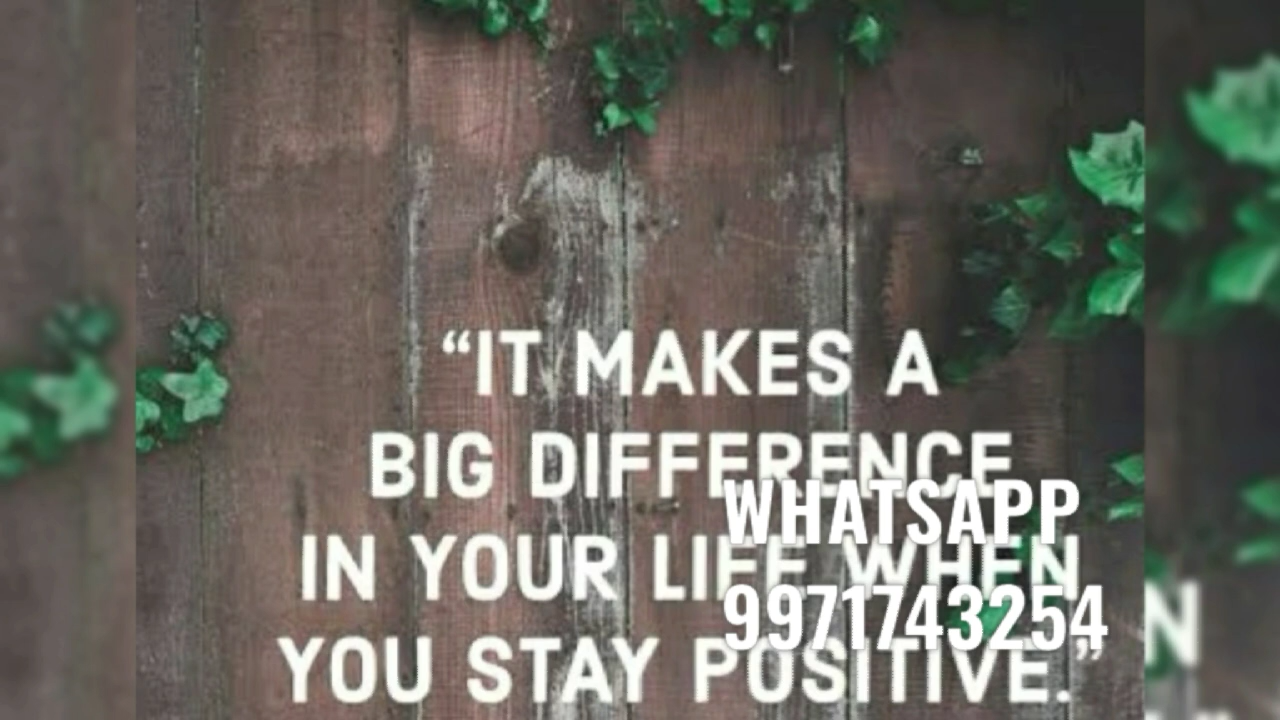 “IT MAKES A
BIG DIFFERENCE
IN YOUR LIFE WHEN
YOU STAY POSITIVE.”
WHATSAPP
9971743254
N